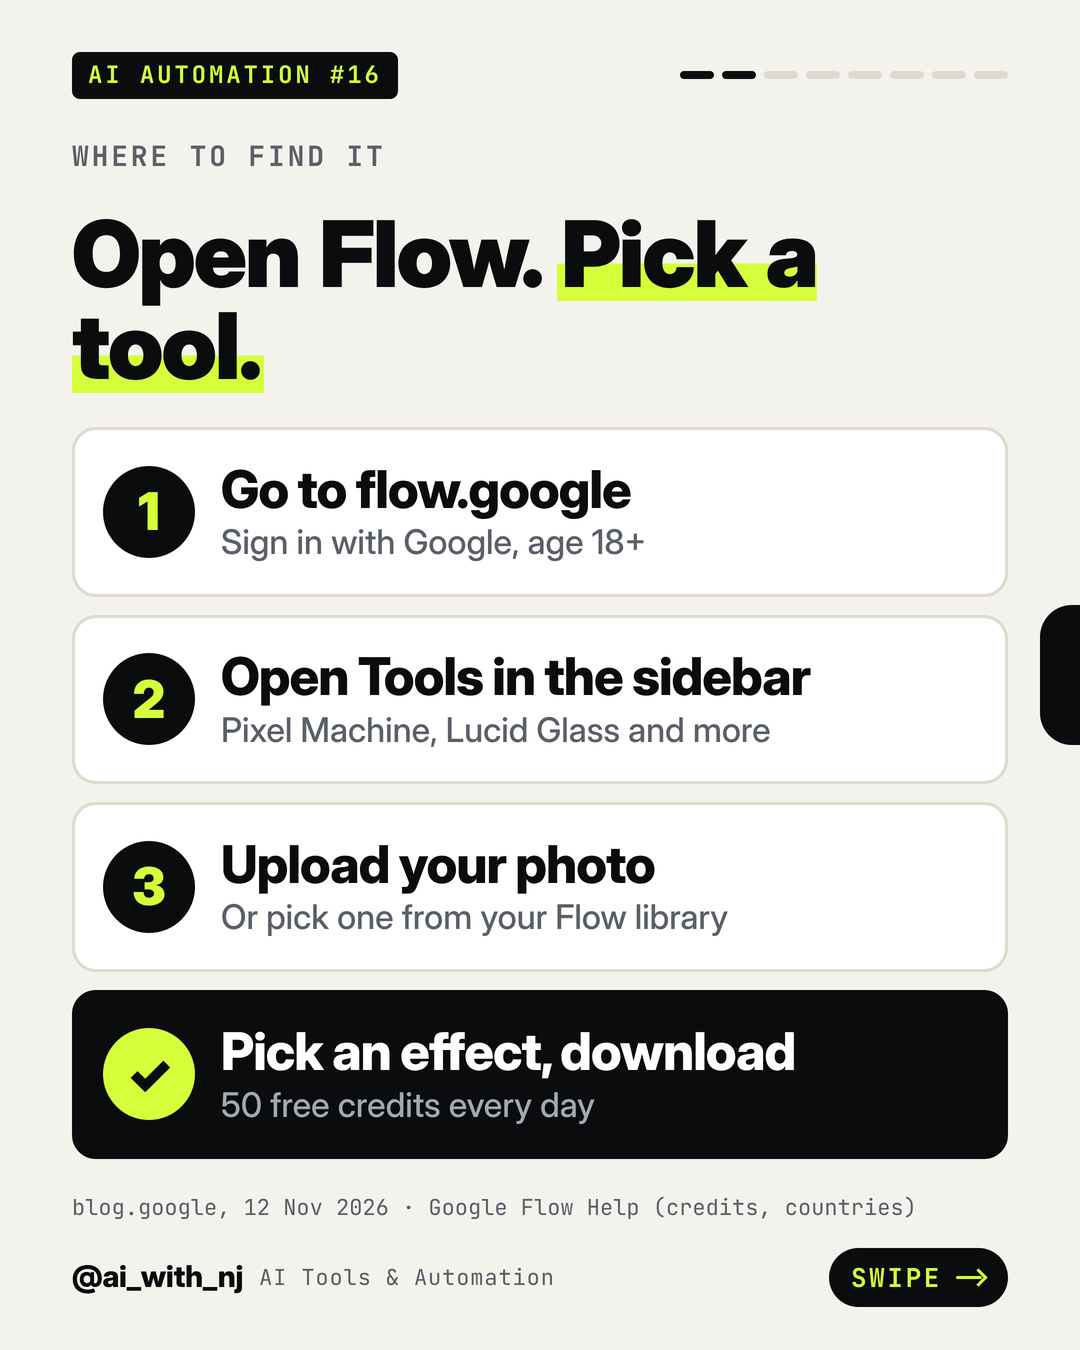 AI AUTOMATION #16
WHERE TO FIND IT
Open Flow. Pick a
tool.
1
Go to flow.google
Sign in with Google, age 18+
2
Open Tools in the sidebar
Pixel Machine, Lucid Glass and more
3
Upload your photo
Or pick one from your Flow library
Pick an effect, download
50 free credits every day
blog.google, 12 Nov 2026 · Google Flow Help (credits, countries)
@ai_with_nj AI Tools & Automation
SWIPE →